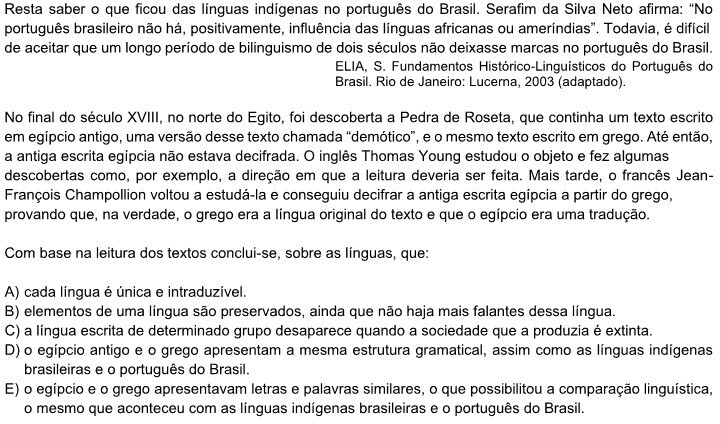 Resta saber o que ficou das línguas indígenas no português do Brasil. Serafim da Silva Neto afirma: “No
português brasileiro não há, positivamente, influência das línguas africanas ou ameríndias”. Todavia, é difícil
de aceitar que um longo período de bilinguismo de dois séculos não deixasse marcas no português do Brasil.
ELIA, S. Fundamentos Histórico-Linguísticos do Português do
Brasil. Rio de Janeiro: Lucerna, 2003 (adaptado).
No final do século XVIII, no norte do Egito, foi descoberta a Pedra de Roseta, que continha um texto escrito
em egípcio antigo, uma versão desse texto chamada “demótico”, e o mesmo texto escrito em grego. Até então,
a antiga escrita egípcia não estava decifrada. O inglês Thomas Young estudou o objeto e fez algumas
descobertas como, por exemplo, a direção em que a leitura deveria ser feita. Mais tarde, o francês Jean-
François Champollion voltou a estudá-la e conseguiu decifrar a antiga escrita egípcia a partir do grego,
provando que, na verdade, o grego era a língua original do texto e que o egípcio era uma tradução.
Com base na leitura dos textos conclui-se, sobre as línguas, que:
A) cada língua é única e intraduzível.
B) elementos de uma língua são preservados, ainda que não haja mais falantes dessa língua.
C) a língua escrita de determinado grupo desaparece quando a sociedade que a produzia é extinta.
D) o egípcio antigo e o grego apresentam a mesma estrutura gramatical, assim como as línguas indígenas
brasileiras e o português do Brasil.
E) o egípcio e o grego apresentavam letras e palavras similares, o que possibilitou a comparação linguística,
o mesmo que aconteceu com as línguas indígenas brasileiras e o português do Brasil.